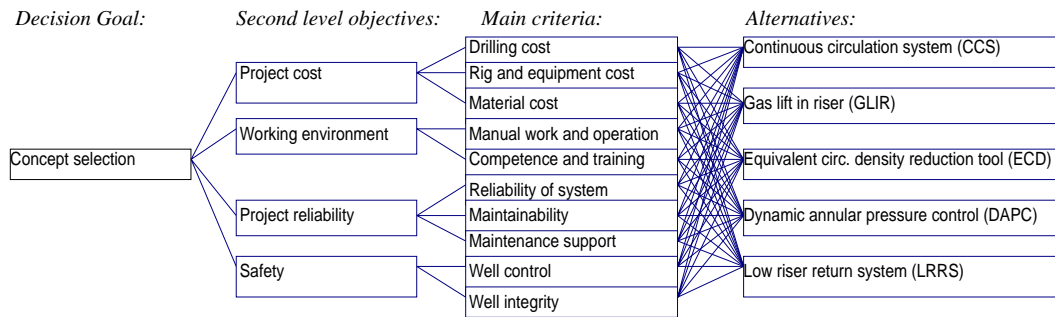 Decision Goal:
Second level objectives:
Main criteria:
Alternatives:
Concept selection
Project cost
Working environment
Project reliability
Safety
Drilling cost
Rig and equipment cost
Material cost
Manual work and operation
Competence and training
Reliability of system
Maintainability
Maintenance support
Well control
Well integrity
Continuous circulation system (CCS)
Gas lift in riser (GLIR)
Equivalent circ. density reduction tool (ECD)
Dynamic annular pressure control (DAPC)
Low riser return system (LRRS)